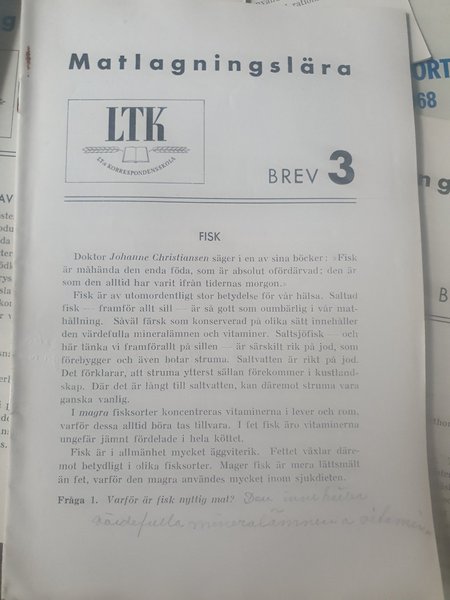 Matlagningslära
LTK
LTs KORRESPONDENSSKOLA
BREV 3
FISK
Doktor Johanne Christiansen säger i en av sina böcker: »Fisk
är måhända den enda föda, som är absolut ofördärvad; den är
som den alltid har varit ifrån tidernas morgon.»
Fisk är av utomordentligt stor betydelse för vår hälsa. Saltad
fisk — framför allt sill — är så gott som oumbärlig i vår mat-
hållning. Såväl färsk som konserverad på olika sätt innehåller
den värdefulla mineralämnen och vitaminer. Saltsjöfisk — och
här tänka vi framförallt på sillen — är särskilt rik på jod, som
förebygger och även botar struma. Saltvatten är rikt på jod.
Det förklarar, att struma ytterst sällan förekommer i kustland-
skap. Där det är långt till saltvatten, kan däremot struma vara
ganska vanlig.
I magra fisksorter koncentreras vitaminerna i lever och rom,
varför dessa alltid böra tas tillvara. I fet fisk äro vitaminerna
ungefär jämnt fördelade i hela köttet.
Fisk är i allmänhet mycket äggviterik. Fettet växlar däre-
mot betydligt i olika fisksorter. Mager fisk är mera lättsmält
än fet, varför den magra användes mycket inom sjukdieten.
Fråga 1. Varför är fisk nyttig mat? Den innehåller
värdefulla mineralämnen
ORT
68
B
AV